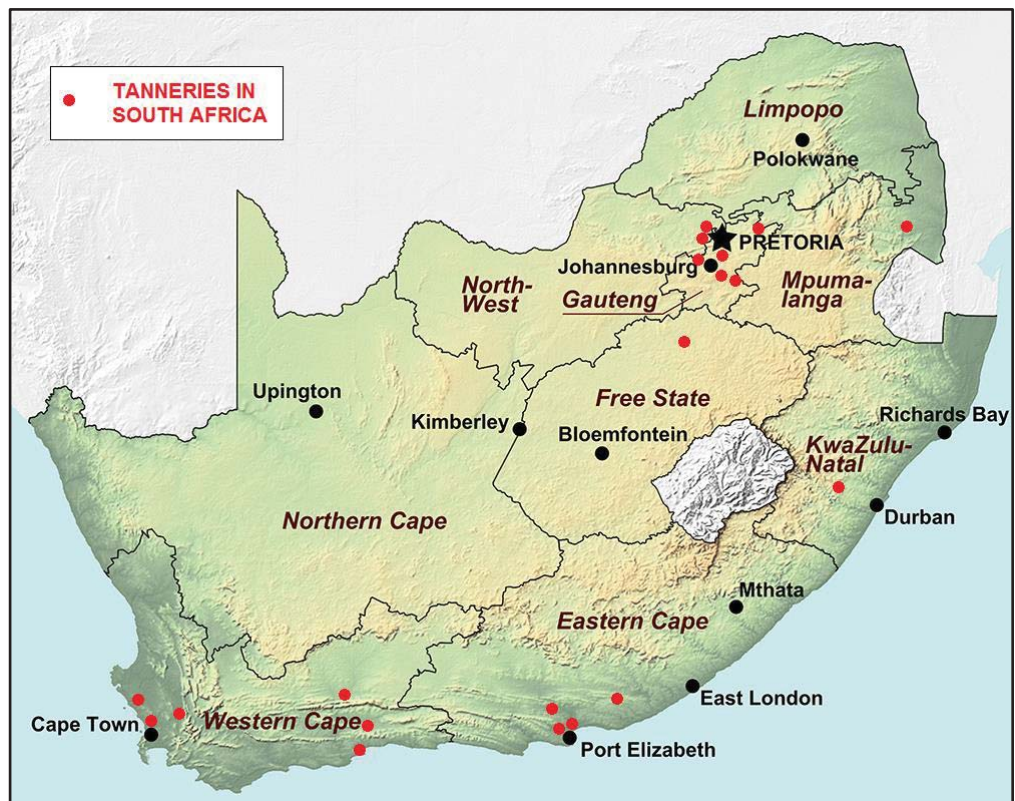 TANNERIES IN
SOUTH AFRICA
Limpopo
Polokwane
PRETORIA
Johannesburg
North-
West
Gauteng
Mpuma-
langa
Upington
Kimberley
Free State
Bloemfontein
Richards Bay
KwaZulu-
Natal
Durban
Northern Cape
Mthata
Eastern Cape
East London
Cape Town
Western Cape
Port Elizabeth